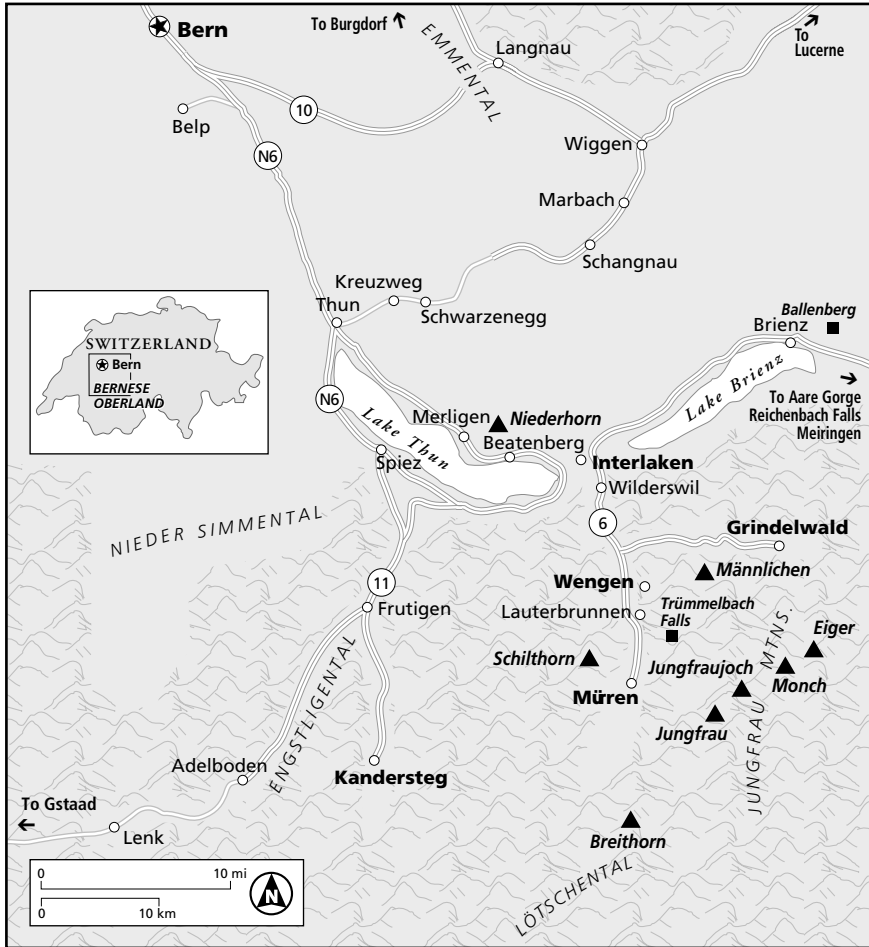 Bern
To Burgdorf
EMMENTAL
Langnau
To
Lucerne
10
Belp
N6
Wiggen
Marbach
Schangnau
Kreuzweg
Thun
Schwarzenegg
Ballenberg
Brienz
Lake Brienz
To Aare Gorge
Reichenbach Falls
Meiringen
SWITZERLAND
Bern
BERNESE
OBERLAND
N6
Lake Thun
Merligen
Niederhorn
Beatenberg
Spiez
Interlaken
Wilderswil
NIEDER SIMMENTAL
6
Grindelwald
11
Wengen
Männlichen
Frutigen
Lauterbrunnen
Trümmelbach
Falls
Eiger
Schilthorn
Jungfraujoch
Monch
Mürren
Jungfrau
JUNGFRAU MTNS.
ENGSTLIGENTAL
Adelboden
Kandersteg
To Gstaad
Lenk
Breithorn
LÖTSCHENTAL
0 10 mi
0 10 km
N